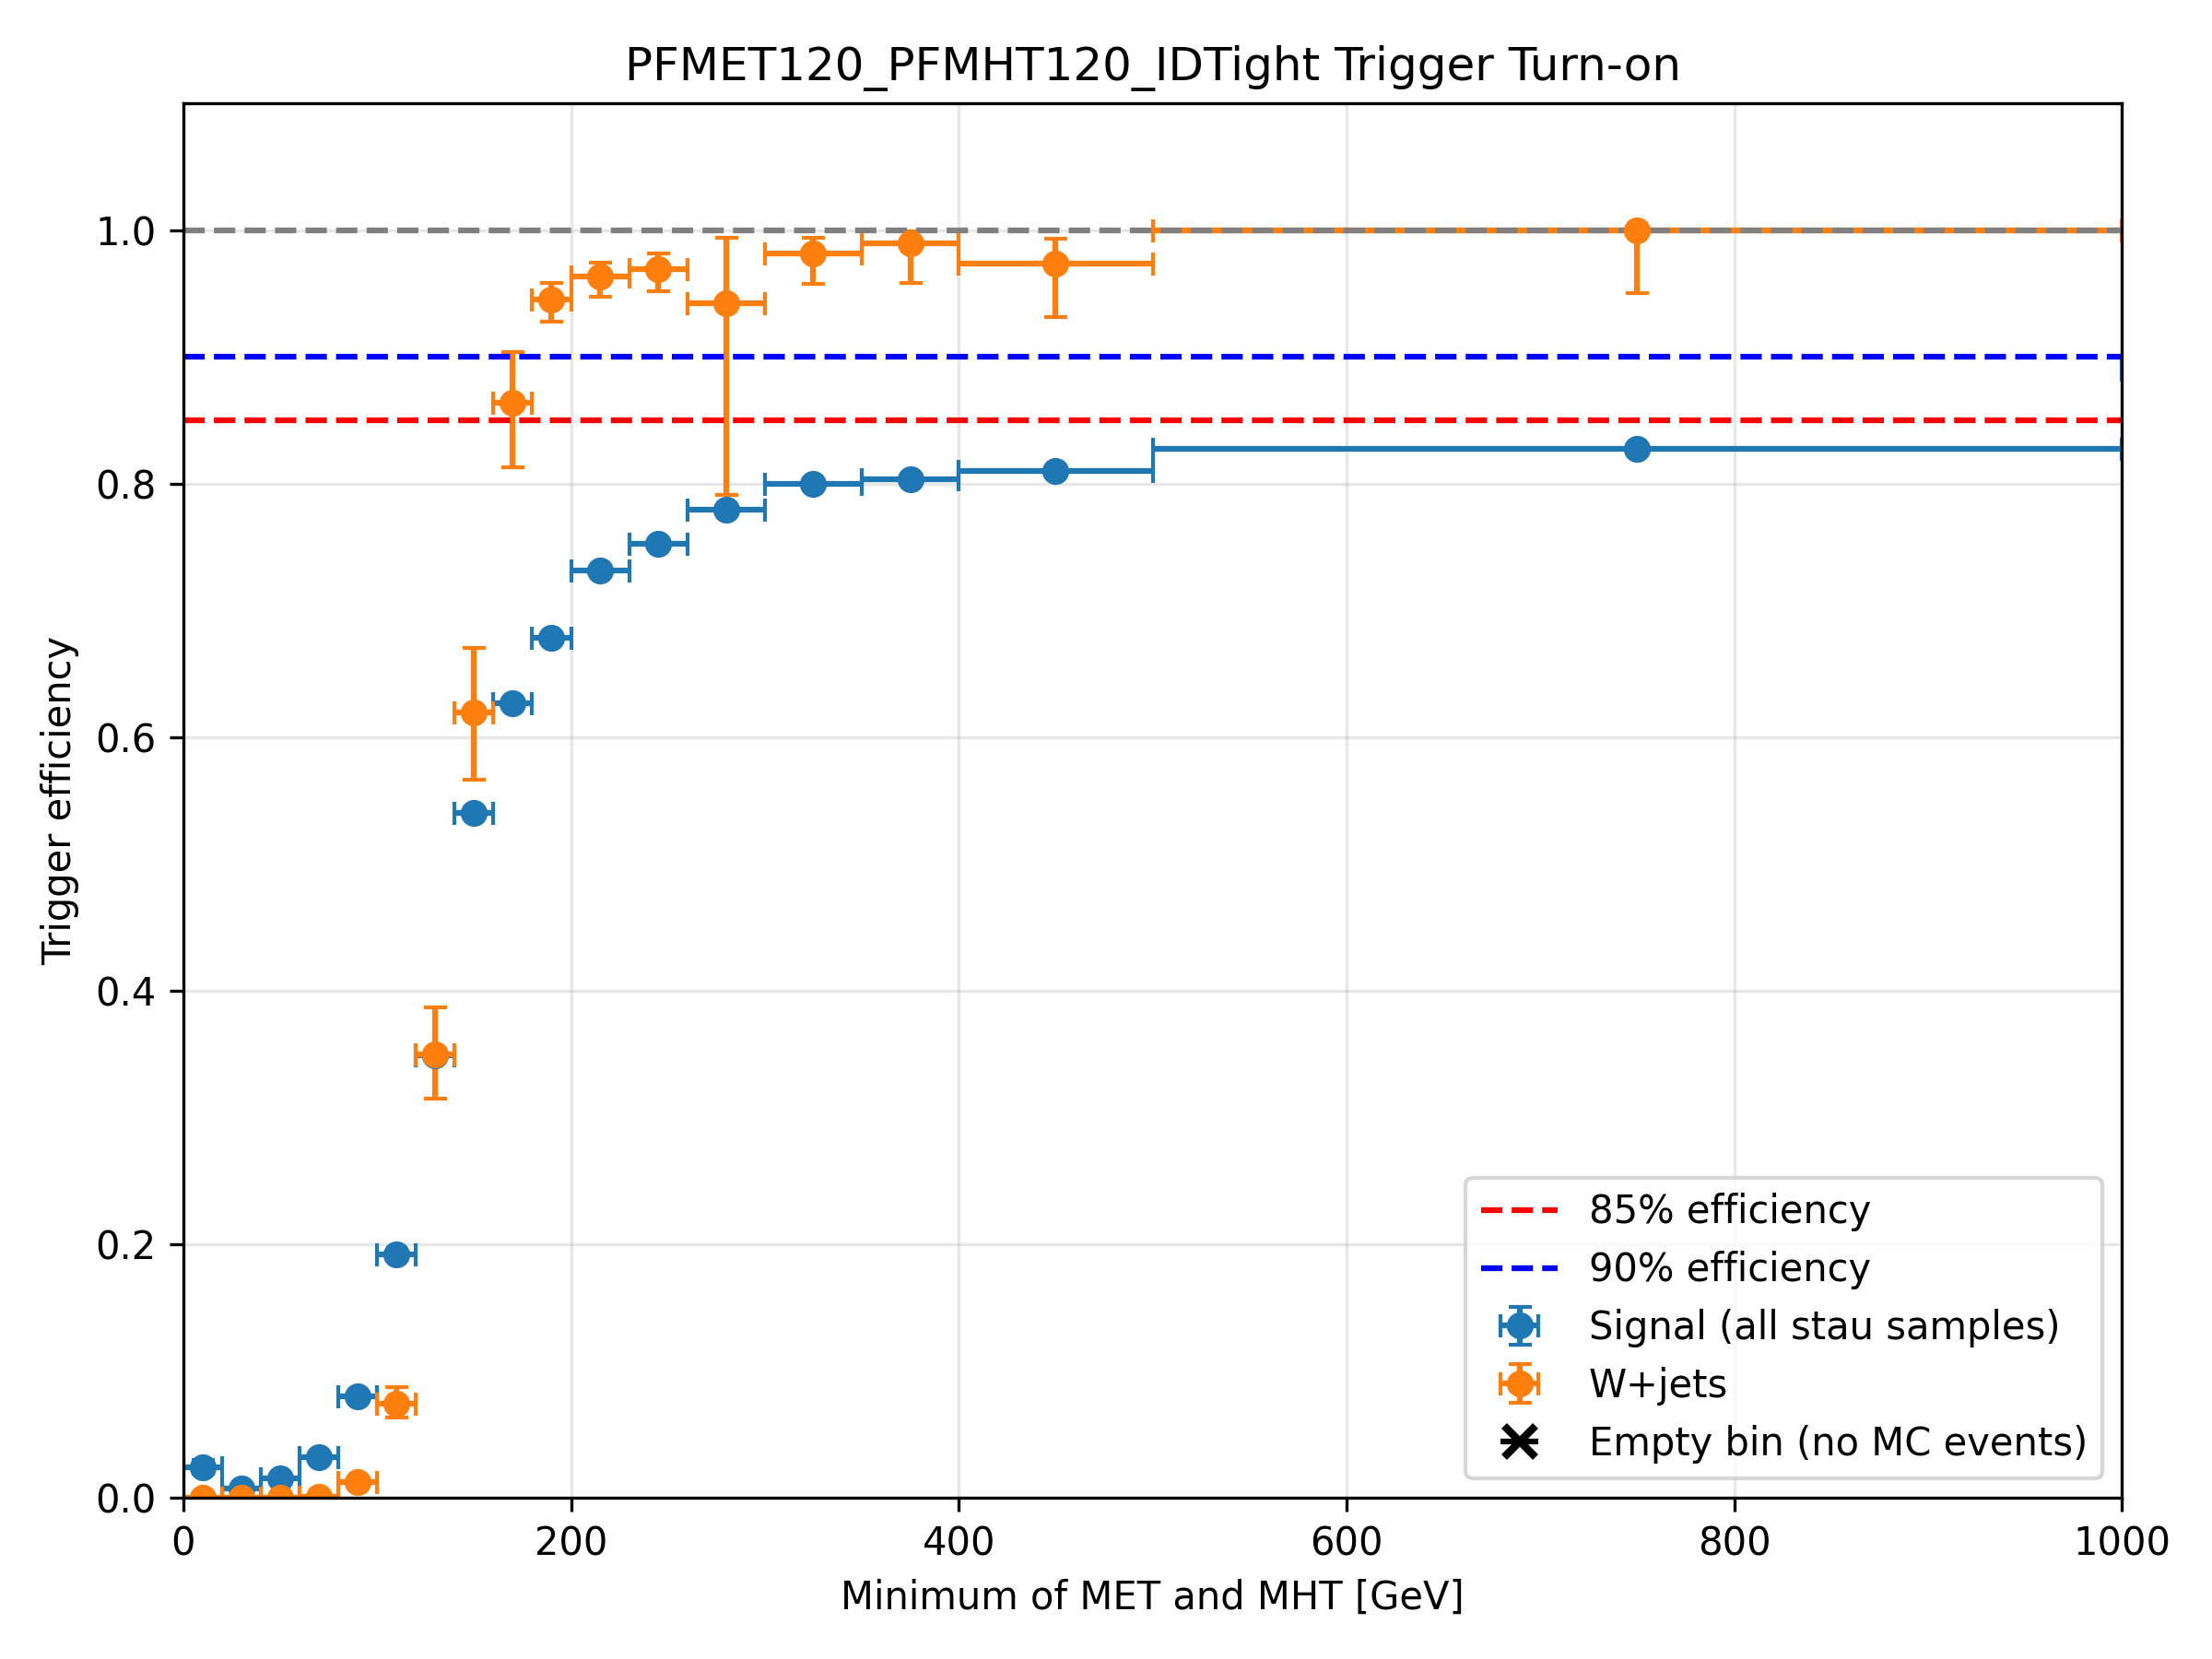 PFMET120_PFMHT120_IDTight Trigger Turn-on
Trigger efficiency
1.0
0.8
0.6
0.4
0.2
0.0
0
200
400
600
800
1000
Minimum of MET and MHT [GeV]
85% efficiency
90% efficiency
Signal (all stau samples)
W+jets
Empty bin (no MC events)